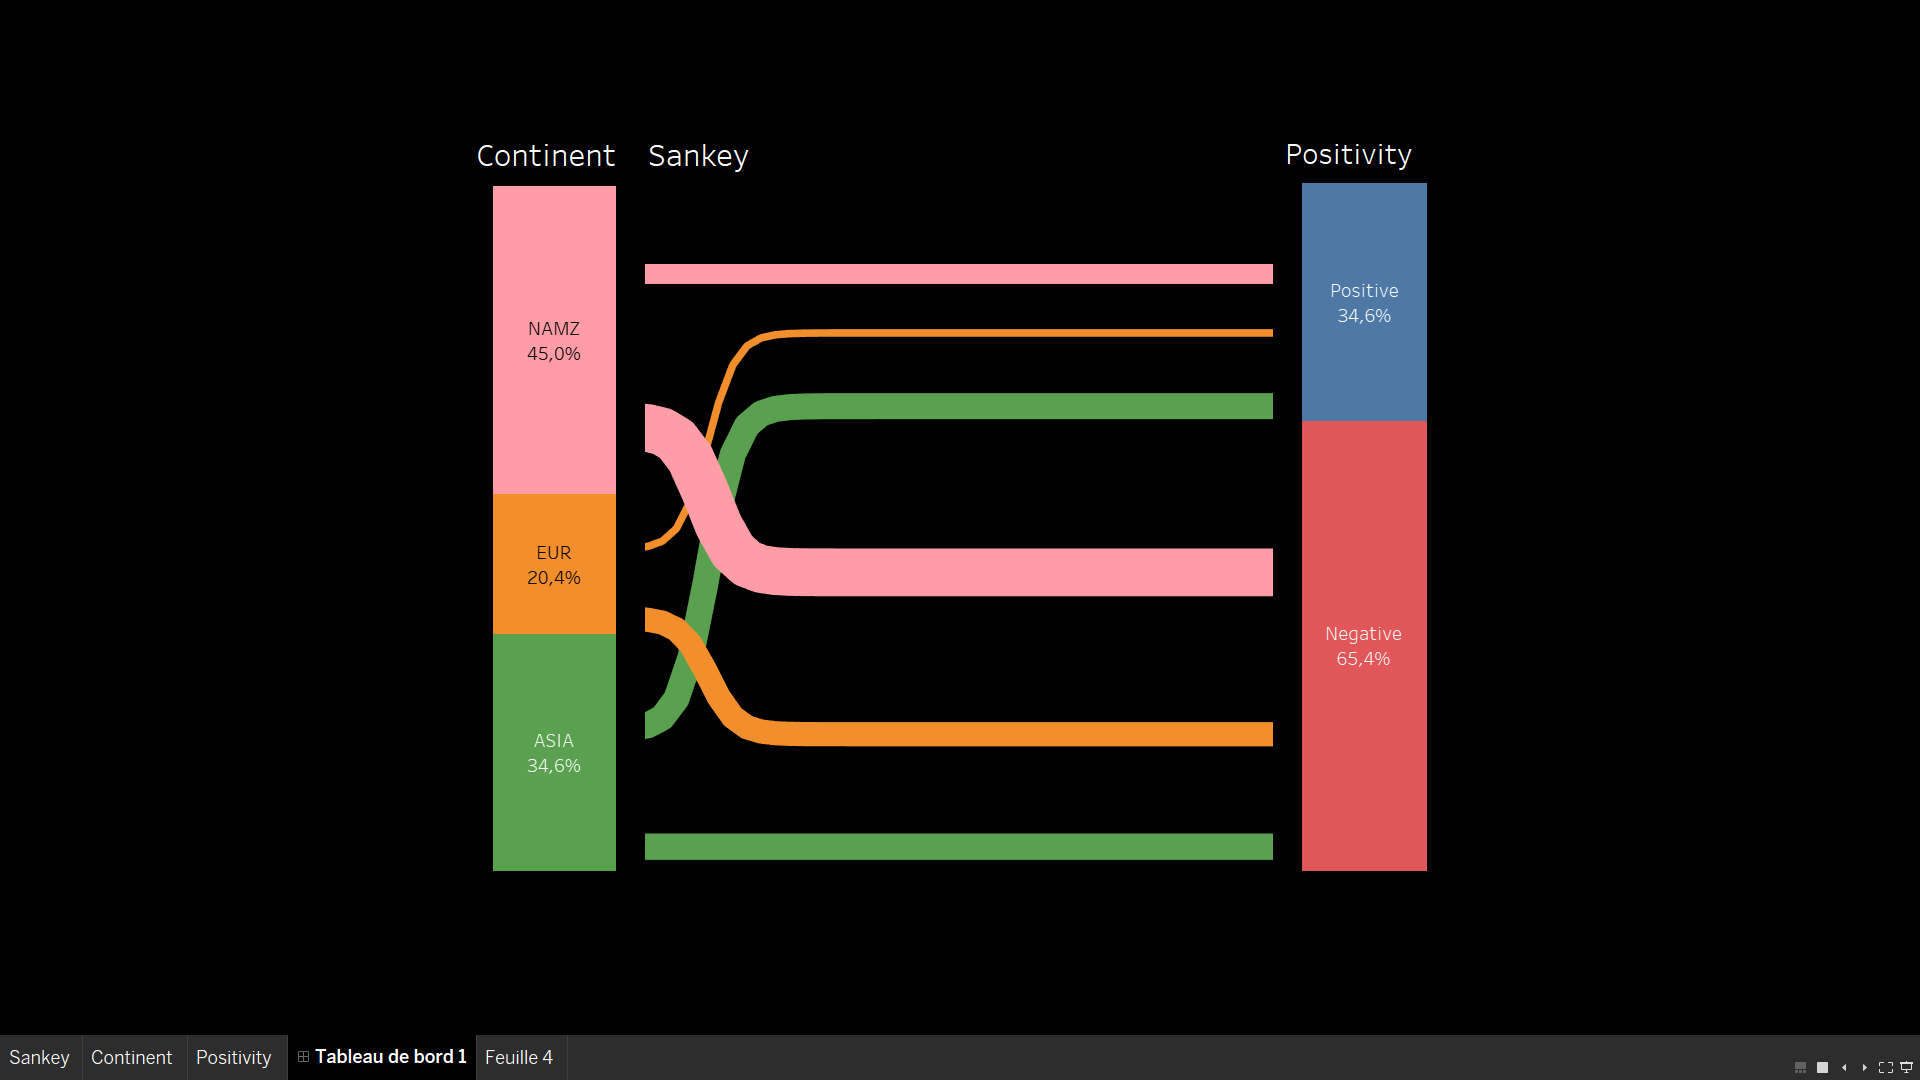 Continent
Sankey
Positivity
NAMZ
45,0%
EUR
20,4%
ASIA
34,6%
Positive
34,6%
Negative
65,4%
Sankey
Continent
Positivity
Tableau de bord 1
Feuille 4